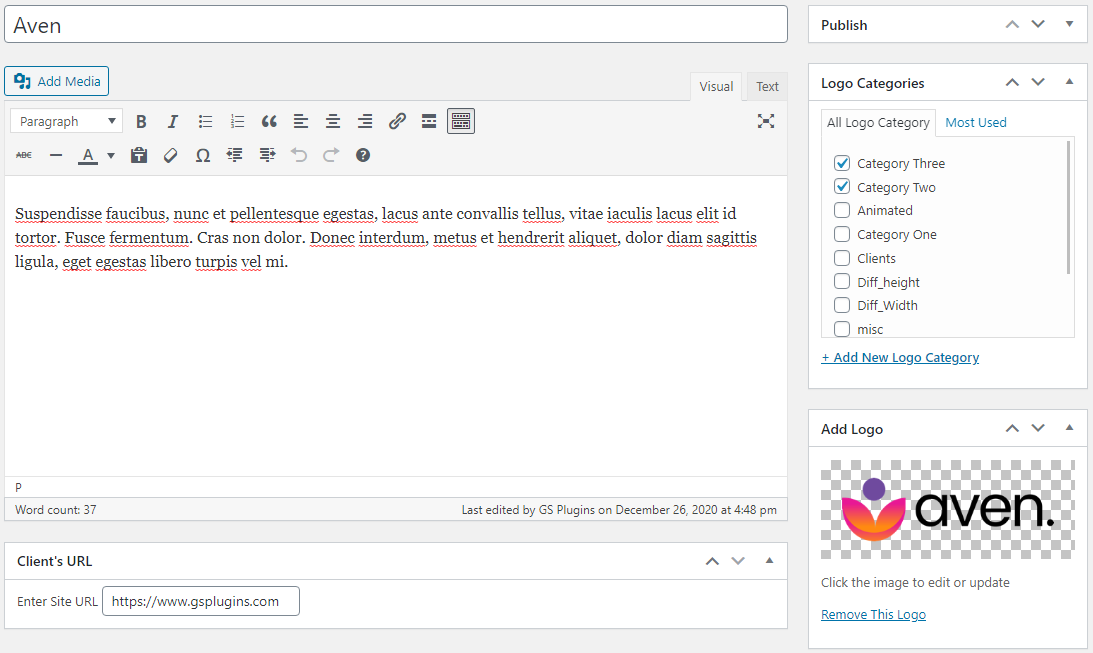 Aven
Add Media
Visual
Text
Paragraph
B
I
ABC
A
Ω
Suspendisse faucibus, nunc et pellentesque egestas, lacus ante convallis tellus, vitae iaculis lacus elit id
tortor. Fusce fermentum. Cras non dolor. Donec interdum, metus et hendrerit aliquet, dolor diam sagittis
ligula, eget egestas libero turpis vel mi.
P
Word count: 37
Last edited by GS Plugins on December 26, 2020 at 4:48 pm
Client's URL
Enter Site URL
https://www.gsplugins.com
Publish
Logo Categories
All Logo Category
Most Used
Category Three
Category Two
Animated
Category One
Clients
Diff_height
Diff_Width
misc
+ Add New Logo Category
Add Logo
aven.
Click the image to edit or update
Remove This Logo